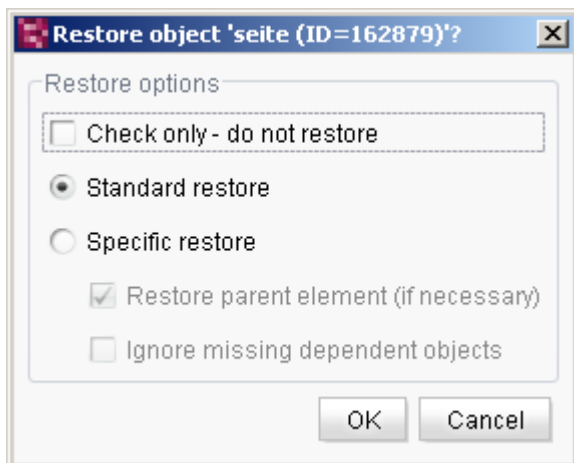 Restore object 'seite (ID=162879)'?
Restore options
Check only - do not restore
Standard restore
Specific restore
Restore parent element (if necessary)
Ignore missing dependent objects
OK Cancel